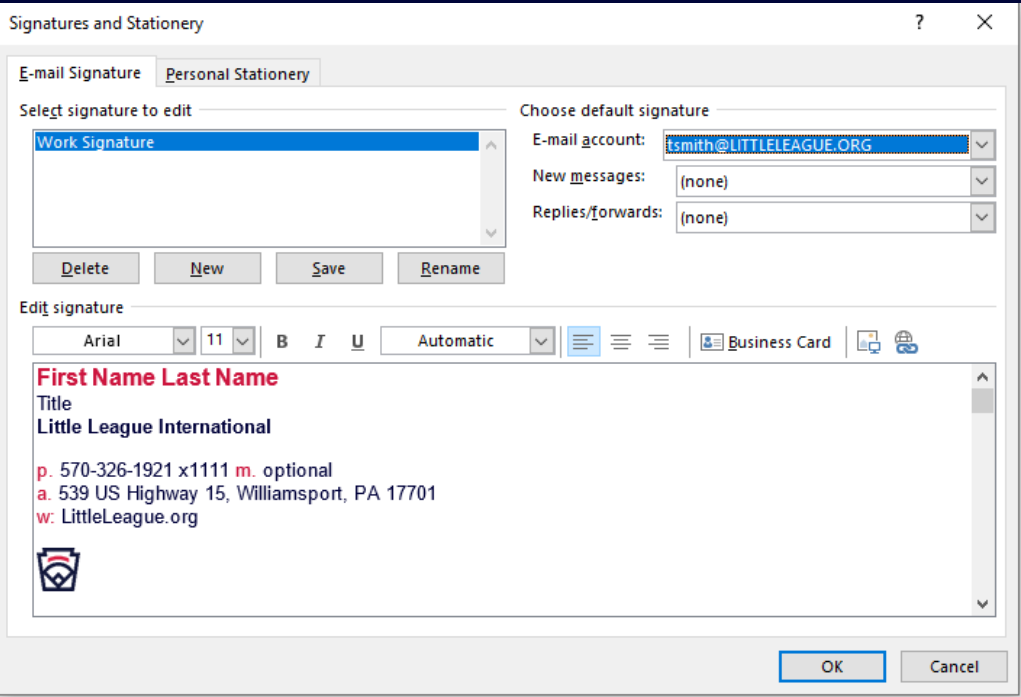 Signatures and Stationery ? ✕
E-mail Signature Personal Stationery
Select signature to edit
Work Signature
Delete New Save Rename
Choose default signature
E-mail account: tsmith@LITTLELEAGUE.ORG
New messages: (none)
Replies/forwards: (none)
Edit signature
Arial 11 B I U Automatic Business Card
First Name Last Name
Title
Little League International
p. 570-326-1921 x1111 m. optional
a. 539 US Highway 15, Williamsport, PA 17701
w: LittleLeague.org
OK Cancel